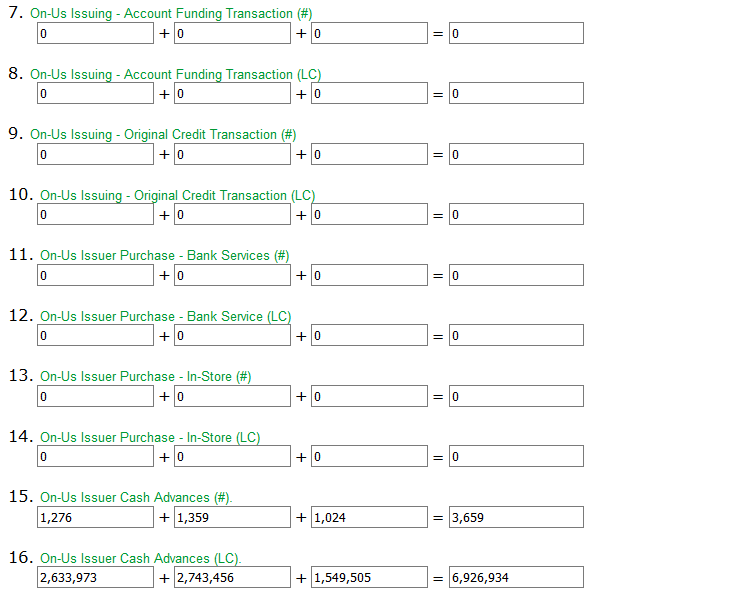 7. On-Us Issuing - Account Funding Transaction (#)
0 + 0 + 0 = 0
8. On-Us Issuing - Account Funding Transaction (LC)
0 + 0 + 0 = 0
9. On-Us Issuing - Original Credit Transaction (#)
0 + 0 + 0 = 0
10. On-Us Issuing - Original Credit Transaction (LC)
0 + 0 + 0 = 0
11. On-Us Issuer Purchase - Bank Services (#)
0 + 0 + 0 = 0
12. On-Us Issuer Purchase - Bank Service (LC)
0 + 0 + 0 = 0
13. On-Us Issuer Purchase - In-Store (#)
0 + 0 + 0 = 0
14. On-Us Issuer Purchase - In-Store (LC)
0 + 0 + 0 = 0
15. On-Us Issuer Cash Advances (#).
1,276 + 1,359 + 1,024 = 3,659
16. On-Us Issuer Cash Advances (LC).
2,633,973 + 2,743,456 + 1,549,505 = 6,926,934